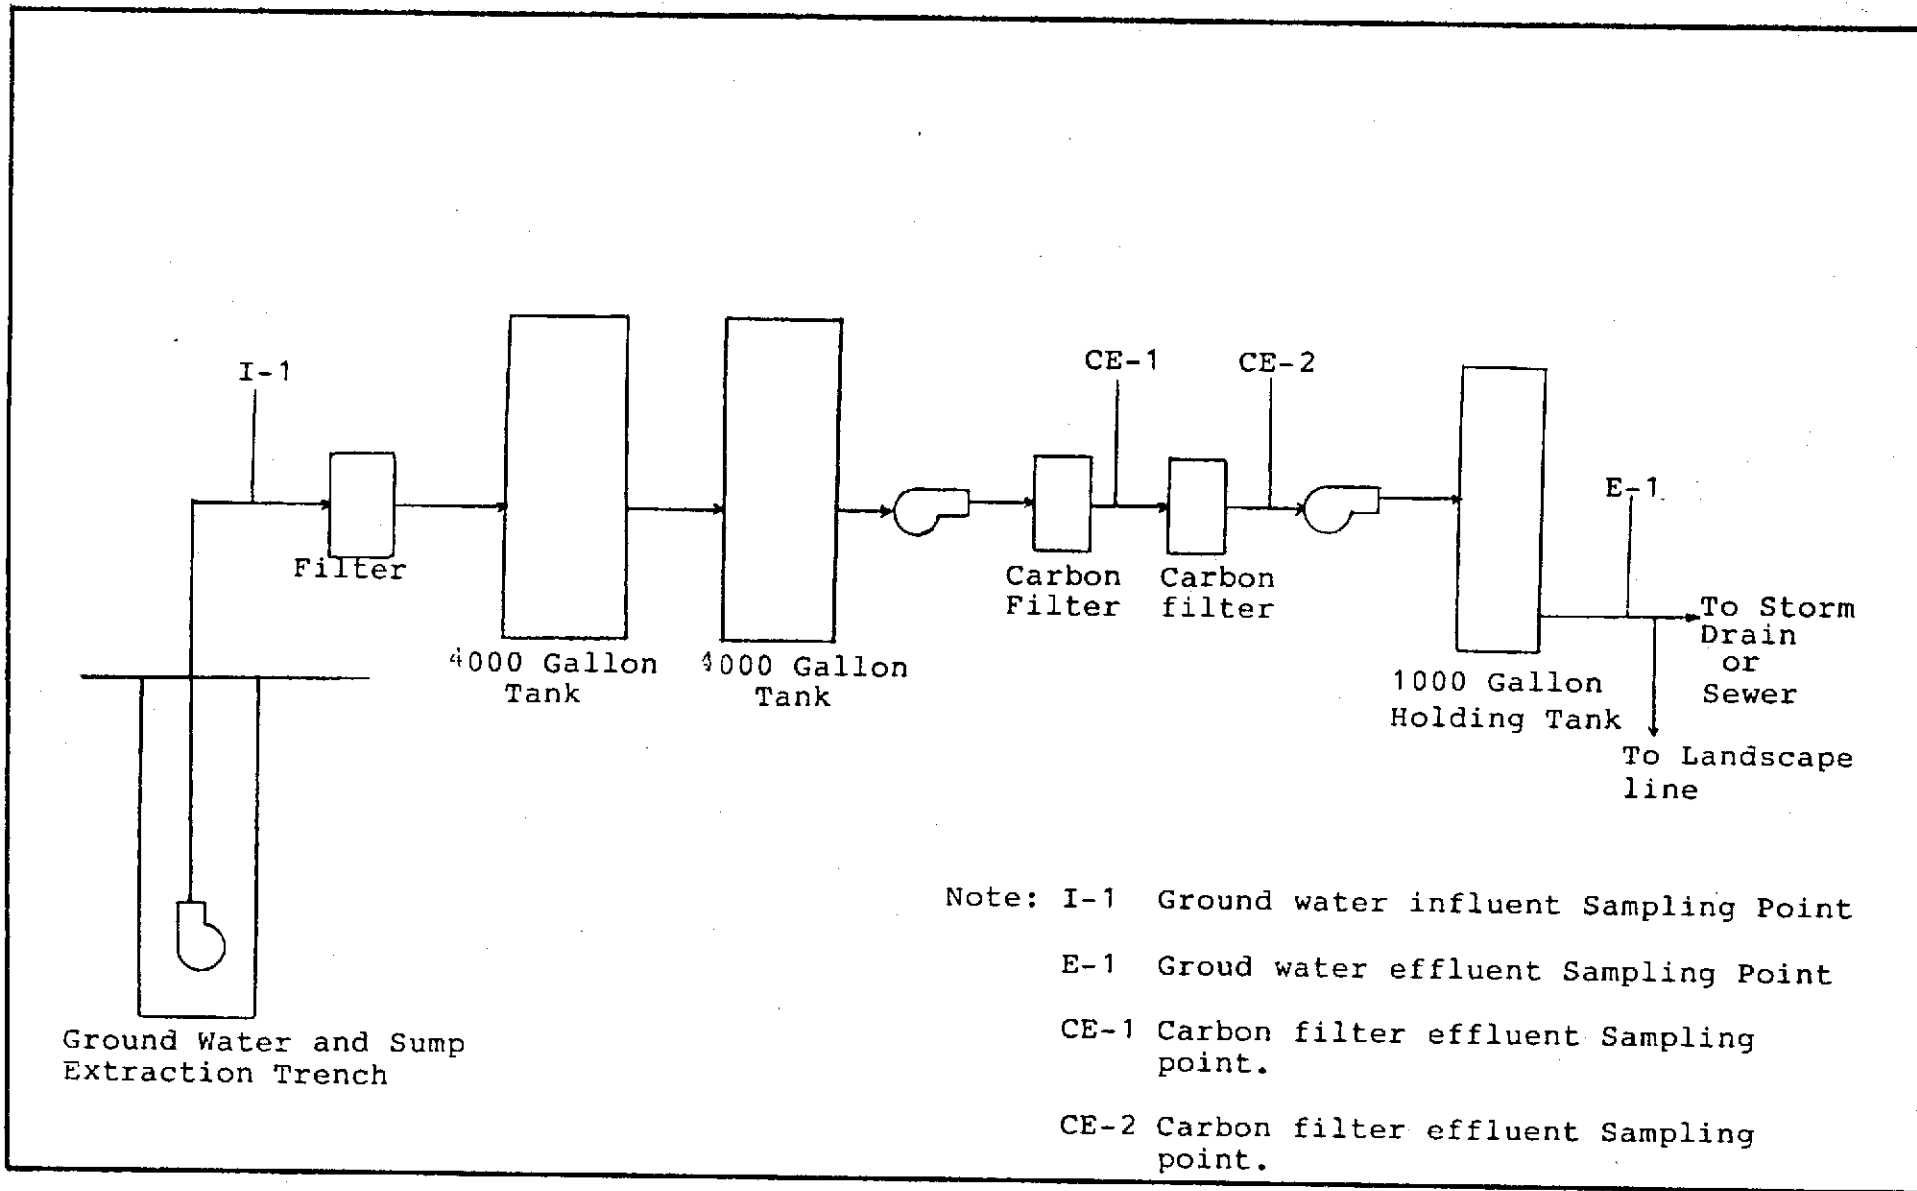 I-1
CE-1
CE-2
E-1
Filter
Carbon
Filter
Carbon
filter
4000 Gallon
Tank
4000 Gallon
Tank
1000 Gallon
Holding Tank
To Storm
Drain
or
Sewer
To Landscape
line
Ground Water and Sump
Extraction Trench
Note: I-1 Ground water influent Sampling Point
E-1 Groud water effluent Sampling Point
CE-1 Carbon filter effluent Sampling
point.
CE-2 Carbon filter effluent Sampling
point.